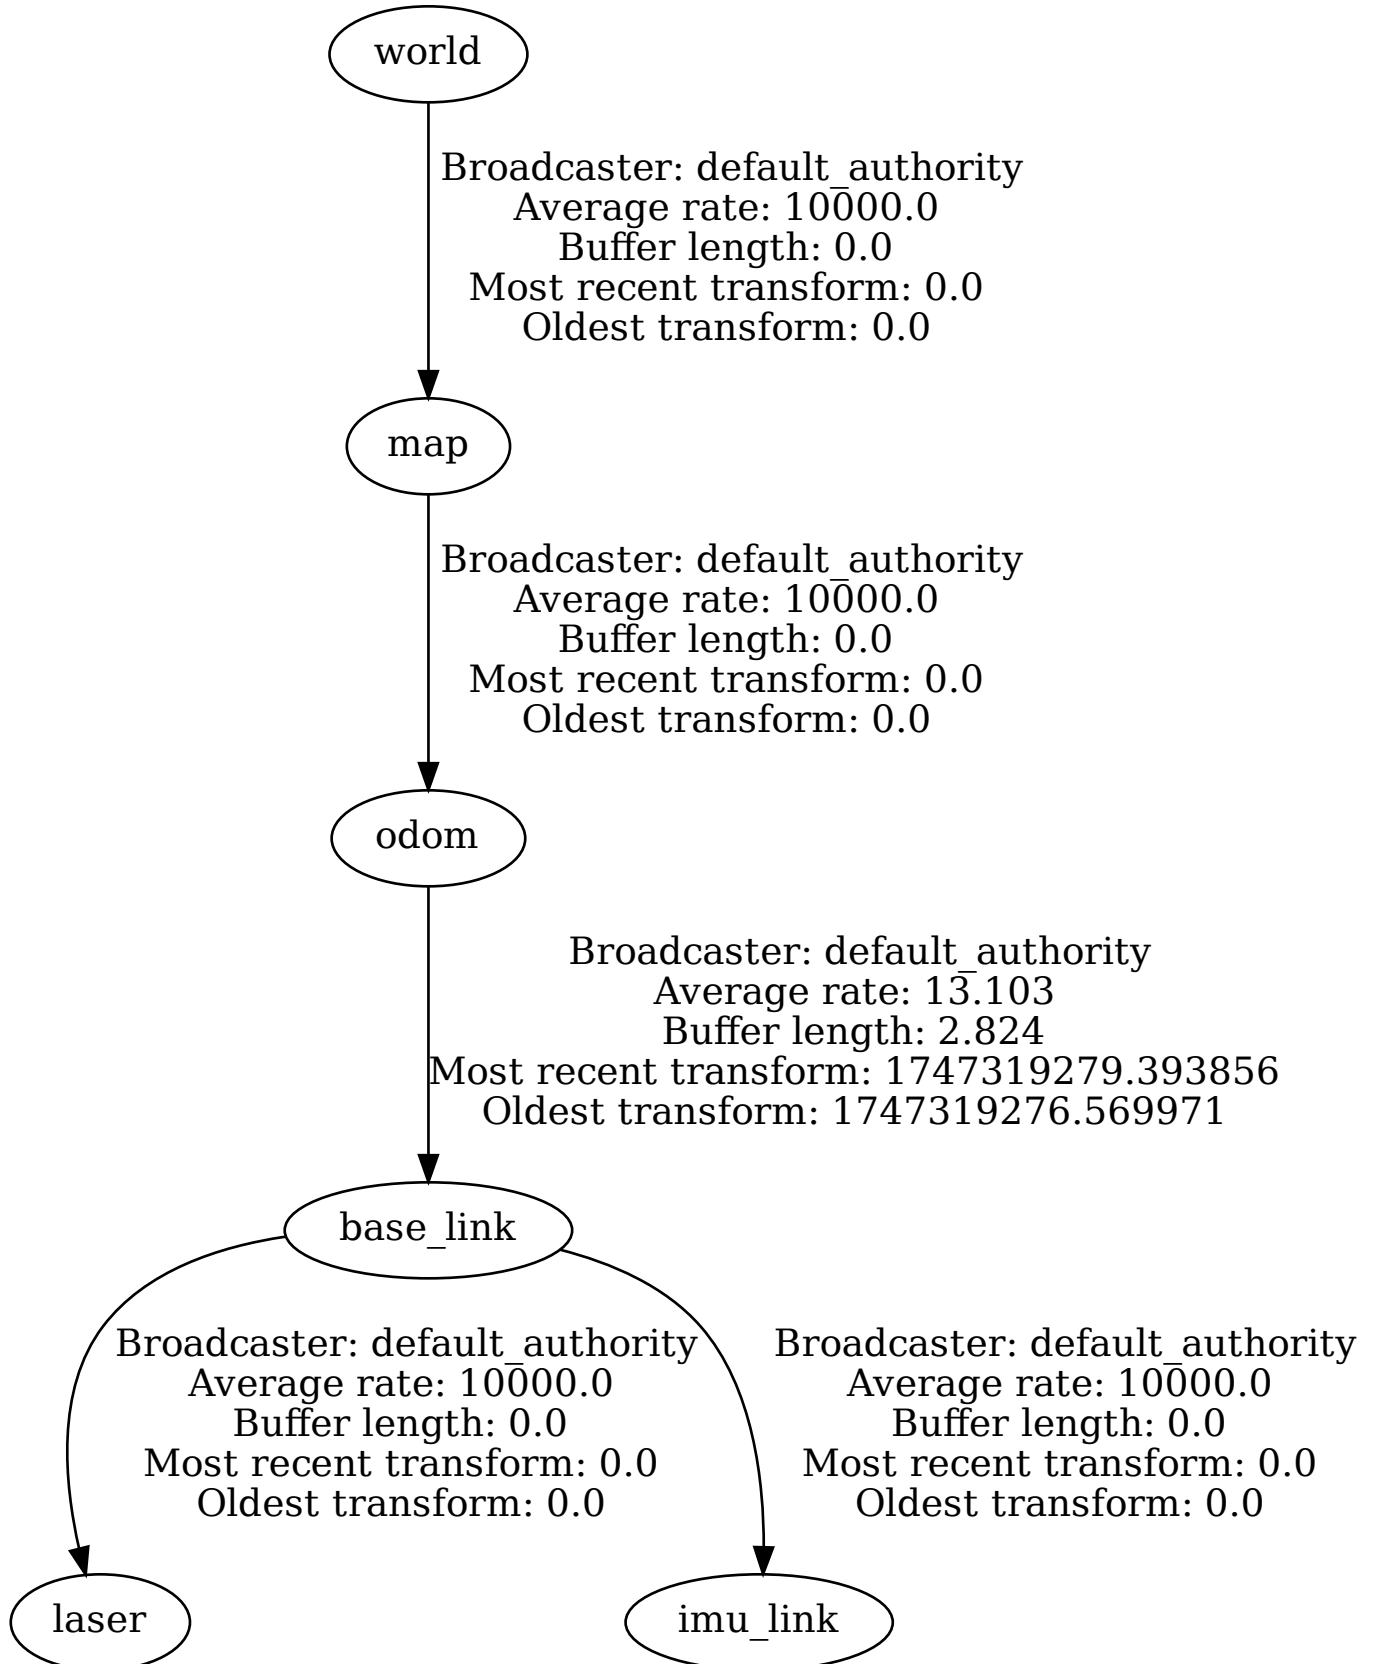 world
Broadcaster: default_authority
Average rate: 10000.0
Buffer length: 0.0
Most recent transform: 0.0
Oldest transform: 0.0
map
Broadcaster: default_authority
Average rate: 10000.0
Buffer length: 0.0
Most recent transform: 0.0
Oldest transform: 0.0
odom
Broadcaster: default_authority
Average rate: 13.103
Buffer length: 2.824
Most recent transform: 1747319279.393856
Oldest transform: 1747319276.569971
base_link
Broadcaster: default_authority
Average rate: 10000.0
Buffer length: 0.0
Most recent transform: 0.0
Oldest transform: 0.0
Broadcaster: default_authority
Average rate: 10000.0
Buffer length: 0.0
Most recent transform: 0.0
Oldest transform: 0.0
laser
imu_link